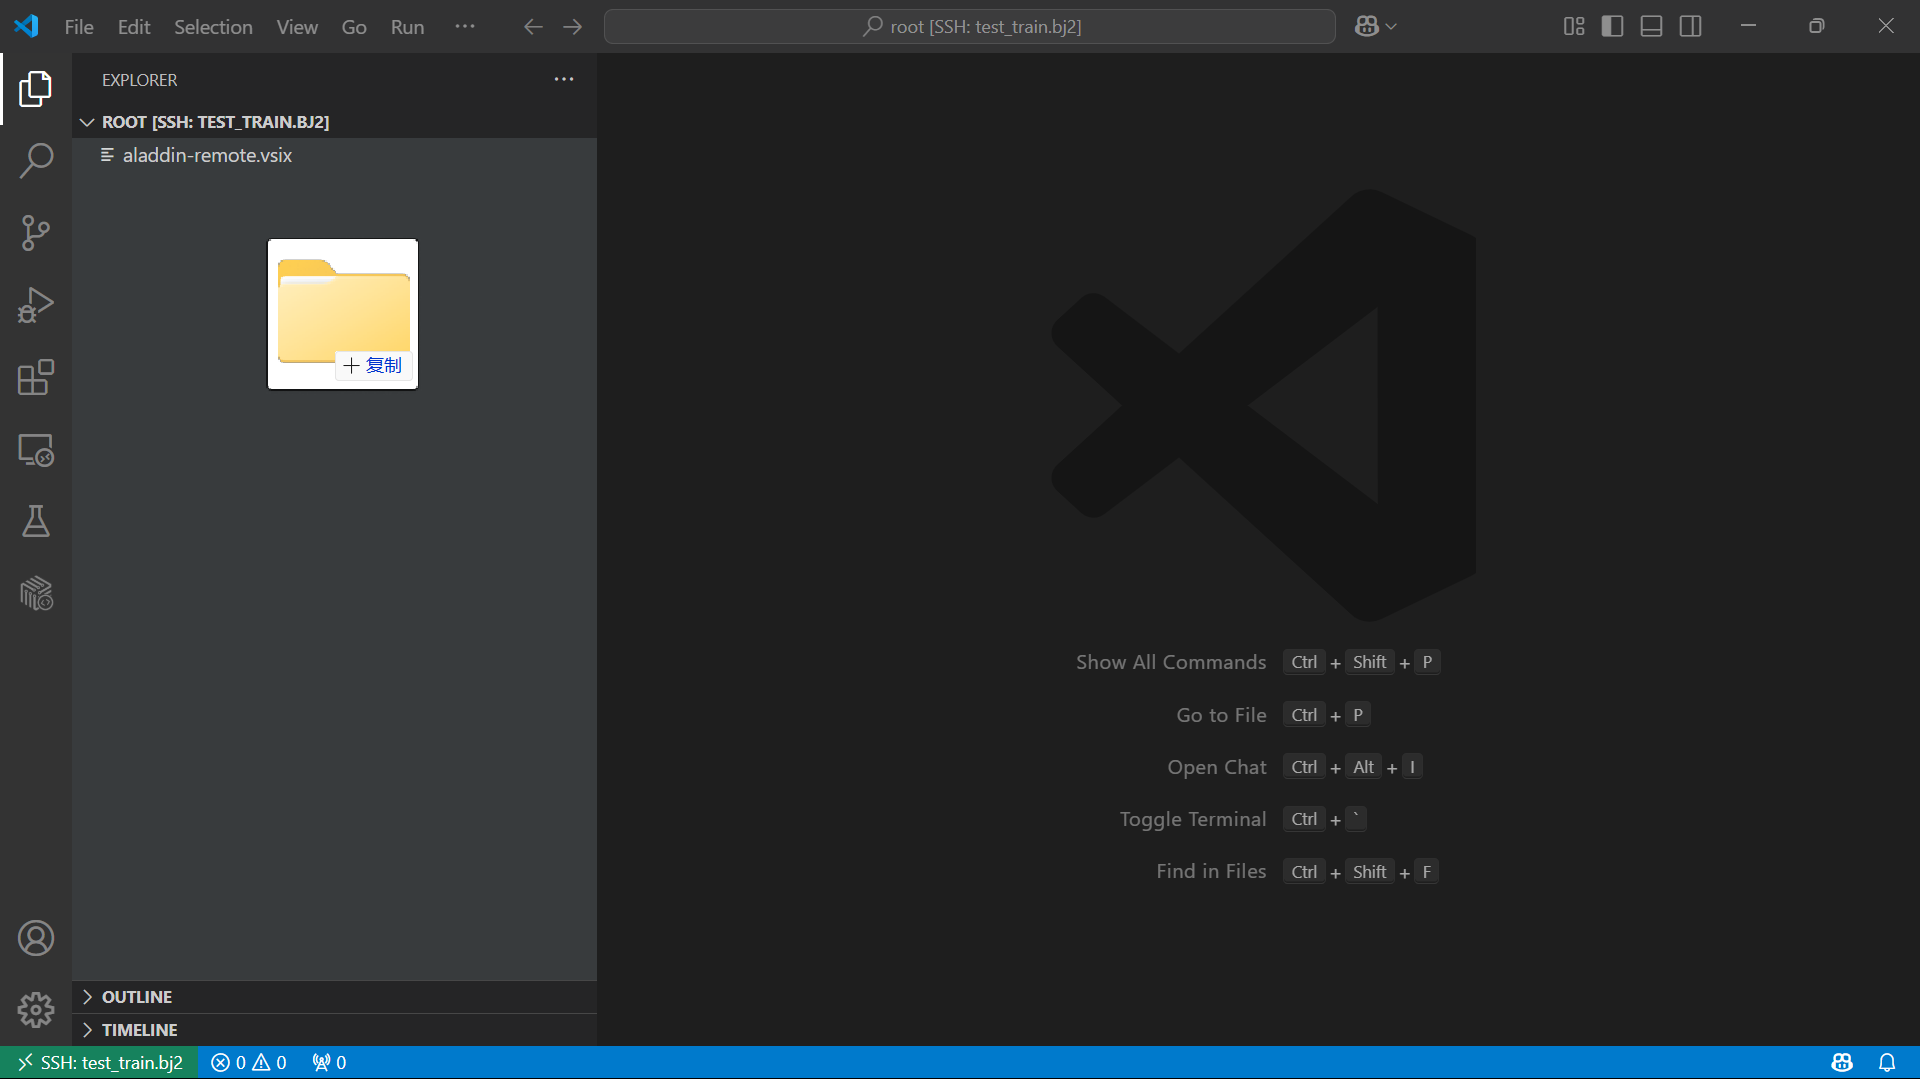 File Edit Selection View Go Run ···
root [SSH: test_train.bj2]
EXPLORER
ROOT [SSH: TEST_TRAIN.BJ2]
aladdin-remote.vsix
+ 复制
Show All Commands Ctrl + Shift + P
Go to File Ctrl + P
Open Chat Ctrl + Alt + I
Toggle Terminal Ctrl + `
Find in Files Ctrl + Shift + F
OUTLINE
TIMELINE
SSH: test_train.bj2 0 0 0